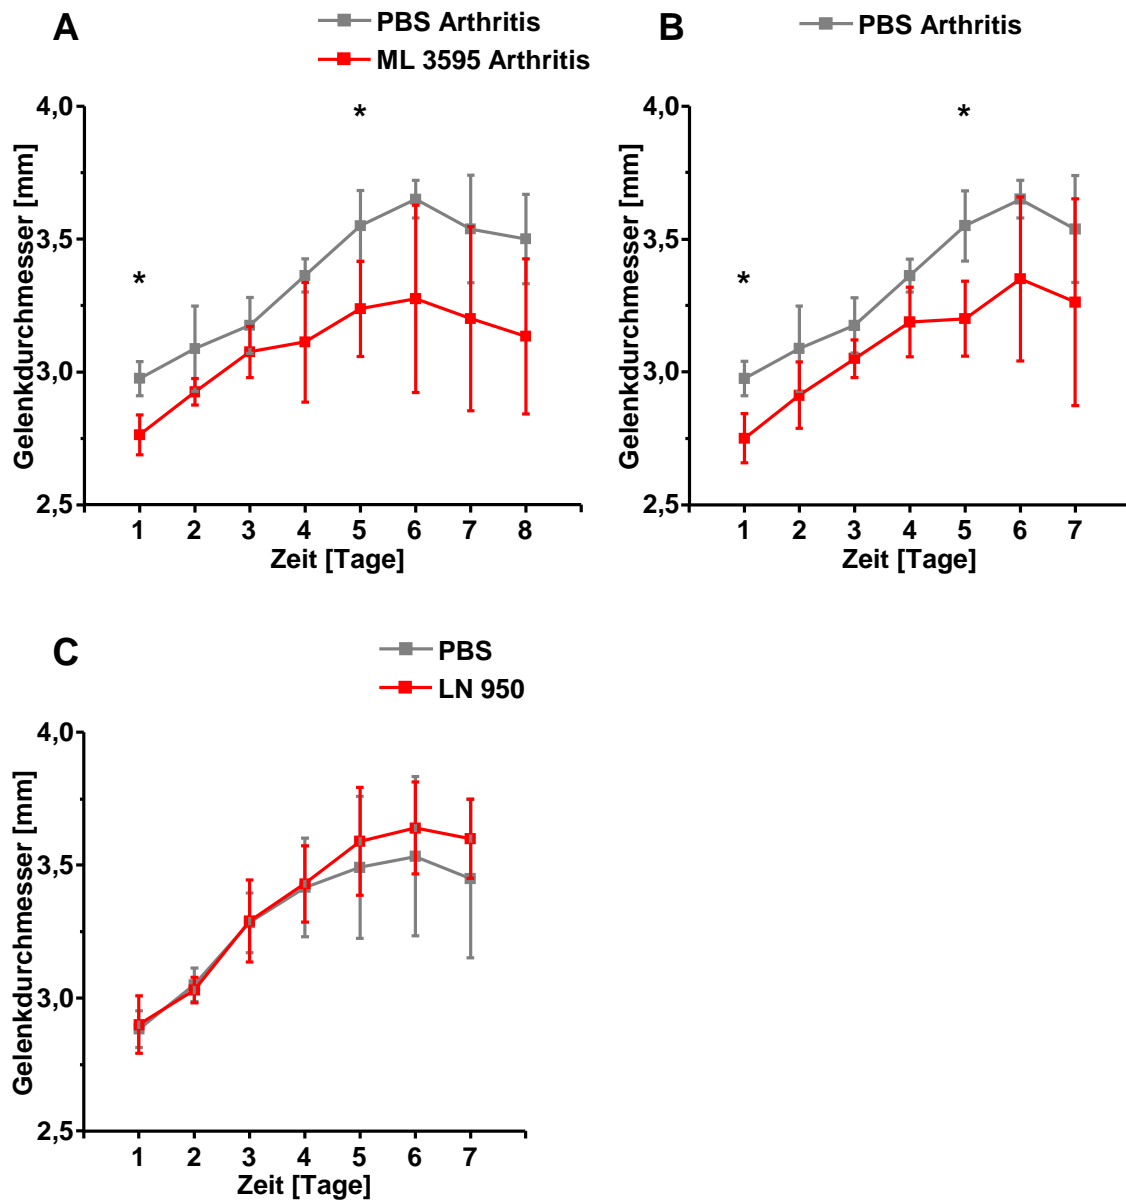 A
PBS Arthritis
ML 3595 Arthritis
*
*
4,0
3,5
3,0
2,5
Gelenkdurchmesser [mm]
1 2 3 4 5 6 7 8
Zeit [Tage]
B
PBS Arthritis
*
*
4,0
3,5
3,0
2,5
Gelenkdurchmesser [mm]
1 2 3 4 5 6 7
Zeit [Tage]
C
PBS
LN 950
4,0
3,5
3,0
2,5
Gelenkdurchmesser [mm]
1 2 3 4 5 6 7
Zeit [Tage]